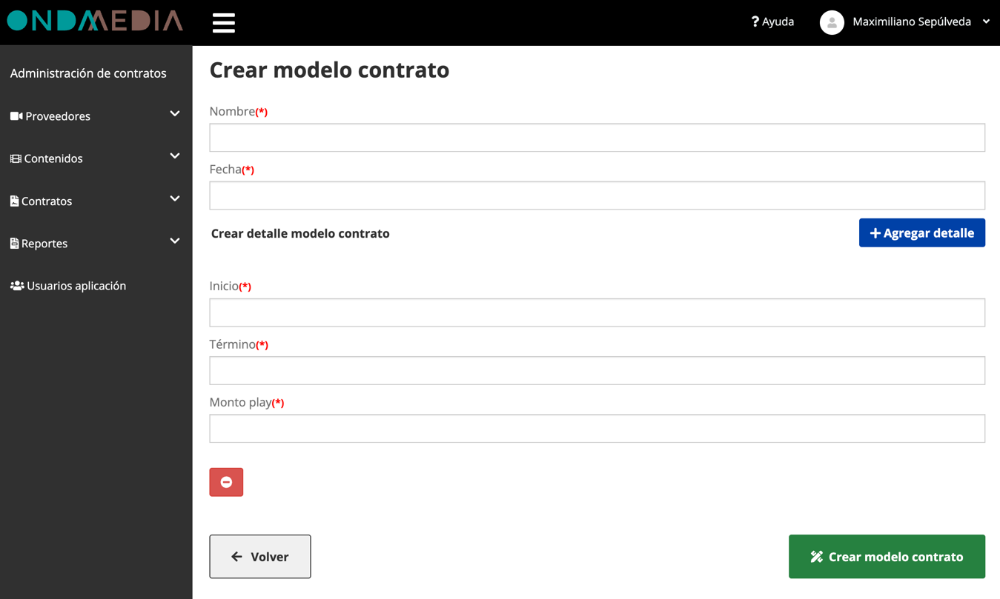 ONDAMEDIA
? Ayuda
Maximiliano Sepúlveda
Administración de contratos
Proveedores
Contenidos
Contratos
Reportes
Usuarios aplicación
Crear modelo contrato
Nombre(*)
Fecha(*)
Crear detalle modelo contrato
+ Agregar detalle
Inicio(*)
Término(*)
Monto play(*)
Volver
Crear modelo contrato